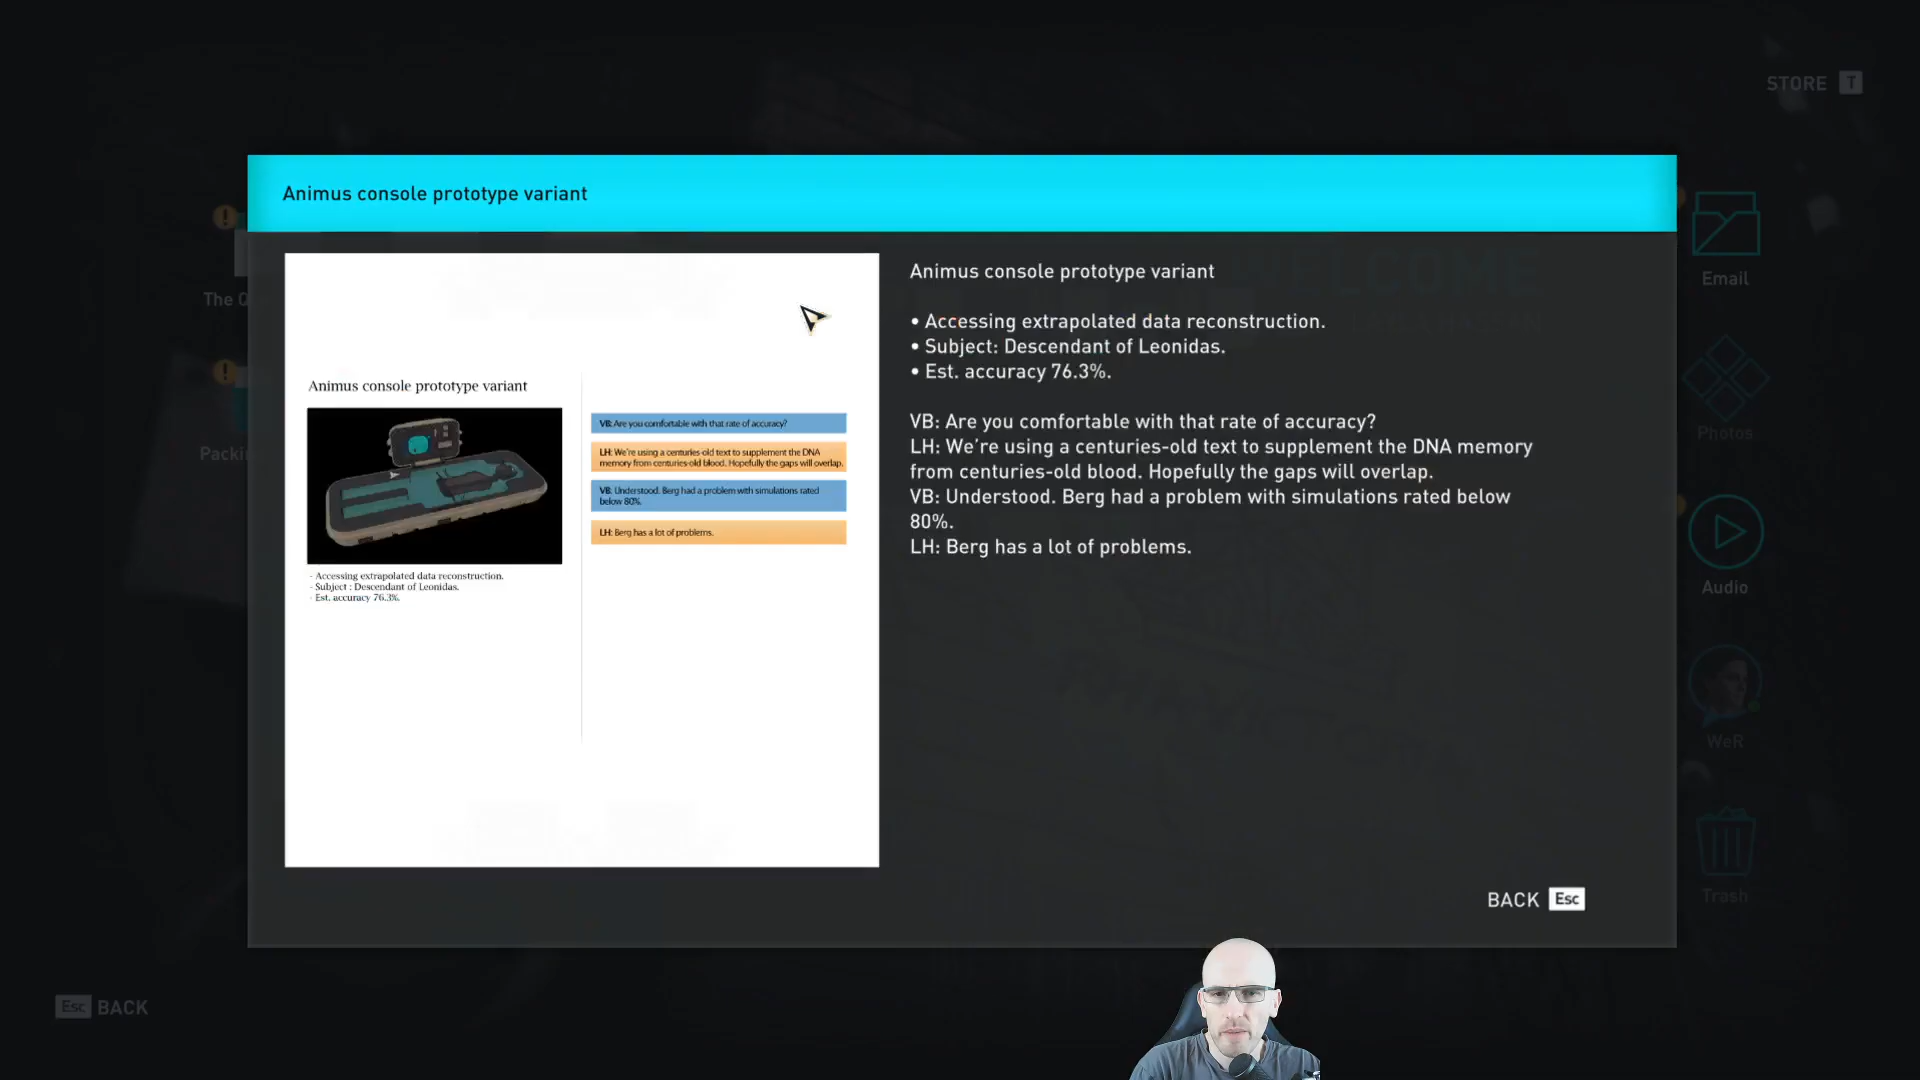 STORE T
Animus console prototype variant
The Q
Packi
Animus console prototype variant
- Accessing extrapolated data reconstruction.
- Subject : Descendant of Leonidas.
- Est. accuracy 76.3%.
VB: Are you comfortable with that rate of accuracy?
LH: We're using a centuries-old text to supplement the DNA
memory from centuries-old blood. Hopefully the gaps will overlap.
VB: Understood. Berg had a problem with simulations rated
below 80%.
LH: Berg has a lot of problems.
WELCOME
Animus console prototype variant
• Accessing extrapolated data reconstruction.
• Subject: Descendant of Leonidas.
• Est. accuracy 76.3%.
VB: Are you comfortable with that rate of accuracy?
LH: We're using a centuries-old text to supplement the DNA memory
from centuries-old blood. Hopefully the gaps will overlap.
VB: Understood. Berg had a problem with simulations rated below
80%.
LH: Berg has a lot of problems.
Email
Photos
Audio
WeR
Trash
BACK Esc
Esc BACK